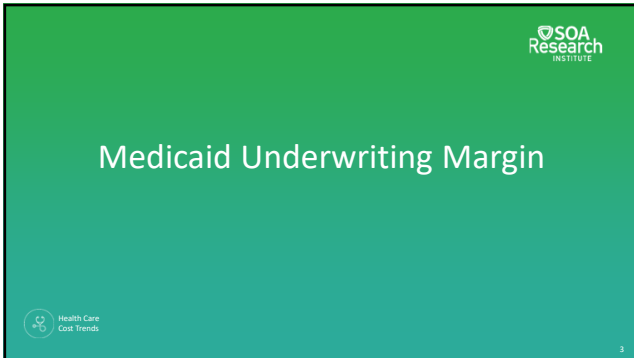 SOA
Research
INSTITUTE
Medicaid Underwriting Margin
Health Care
Cost Trends
3